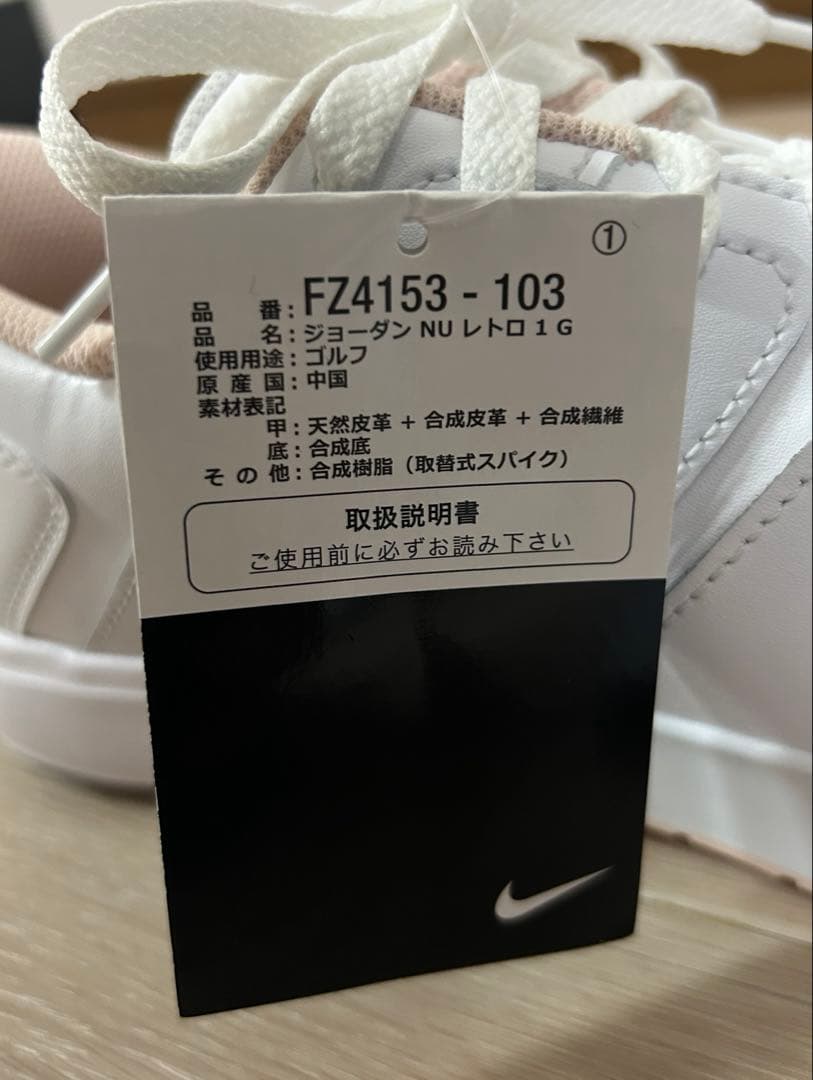 ①
品 番：FZ4153 - 103
品 名：ジョーダン NU レトロ 1 G
使用用途：ゴルフ
原 産 国：中国
素材表記
甲：天然皮革 + 合成皮革 + 合成繊維
底：合成底
そ の 他：合成樹脂（取替式スパイク）
取扱説明書
ご使用前に必ずお読み下さい